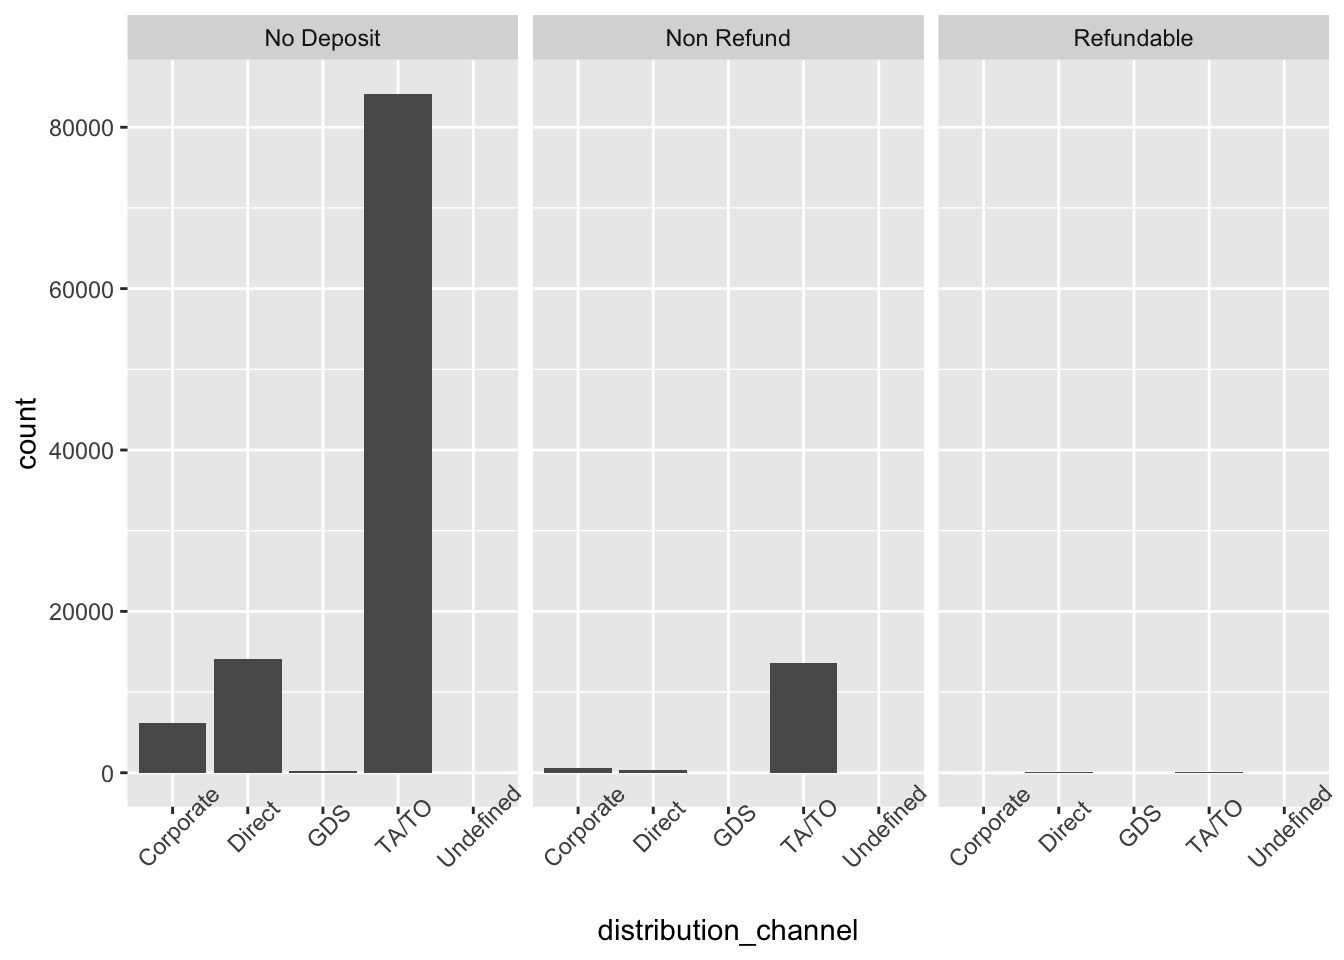 No Deposit
Non Refund
Refundable
count
80000
60000
40000
20000
0
Corporate
Direct
GDS
TA/TO
Undefined
Corporate
Direct
GDS
TA/TO
Undefined
Corporate
Direct
GDS
TA/TO
Undefined
distribution_channel